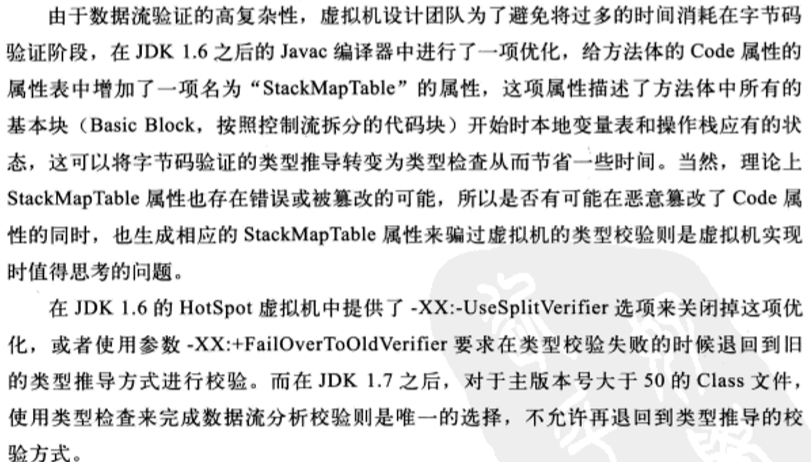 由于数据流验证的高复杂性，虚拟机设计团队为了避免将过多的时间消耗在字节码
验证阶段，在 JDK 1.6 之后的 Javac 编译器中进行了一项优化，给方法体的 Code 属性的
属性表中增加了一项名为“StackMapTable”的属性，这项属性描述了方法体中所有的
基本块（Basic Block，按照控制流拆分的代码块）开始时本地变量表和操作栈应有的状
态，这可以将字节码验证的类型推导转变为类型检查从而节省一些时间。当然，理论上
StackMapTable 属性也存在错误或被篡改的可能，所以是否有可能在恶意篡改了 Code 属
性的同时，也生成相应的 StackMapTable 属性来骗过虚拟机的类型校验则是虚拟机实现
时值得思考的问题。
在 JDK 1.6 的 HotSpot 虚拟机中提供了 -XX:-UseSplitVerifier 选项来关闭掉这项优
化，或者使用参数 -XX:+FailOverToOldVerifier 要求在类型校验失败的时候退回到旧
的类型推导方式进行校验。而在 JDK 1.7 之后，对于主版本号大于 50 的 Class 文件，
使用类型检查来完成数据流分析校验则是唯一的选择，不允许再退回到类型推导的校
验方式。